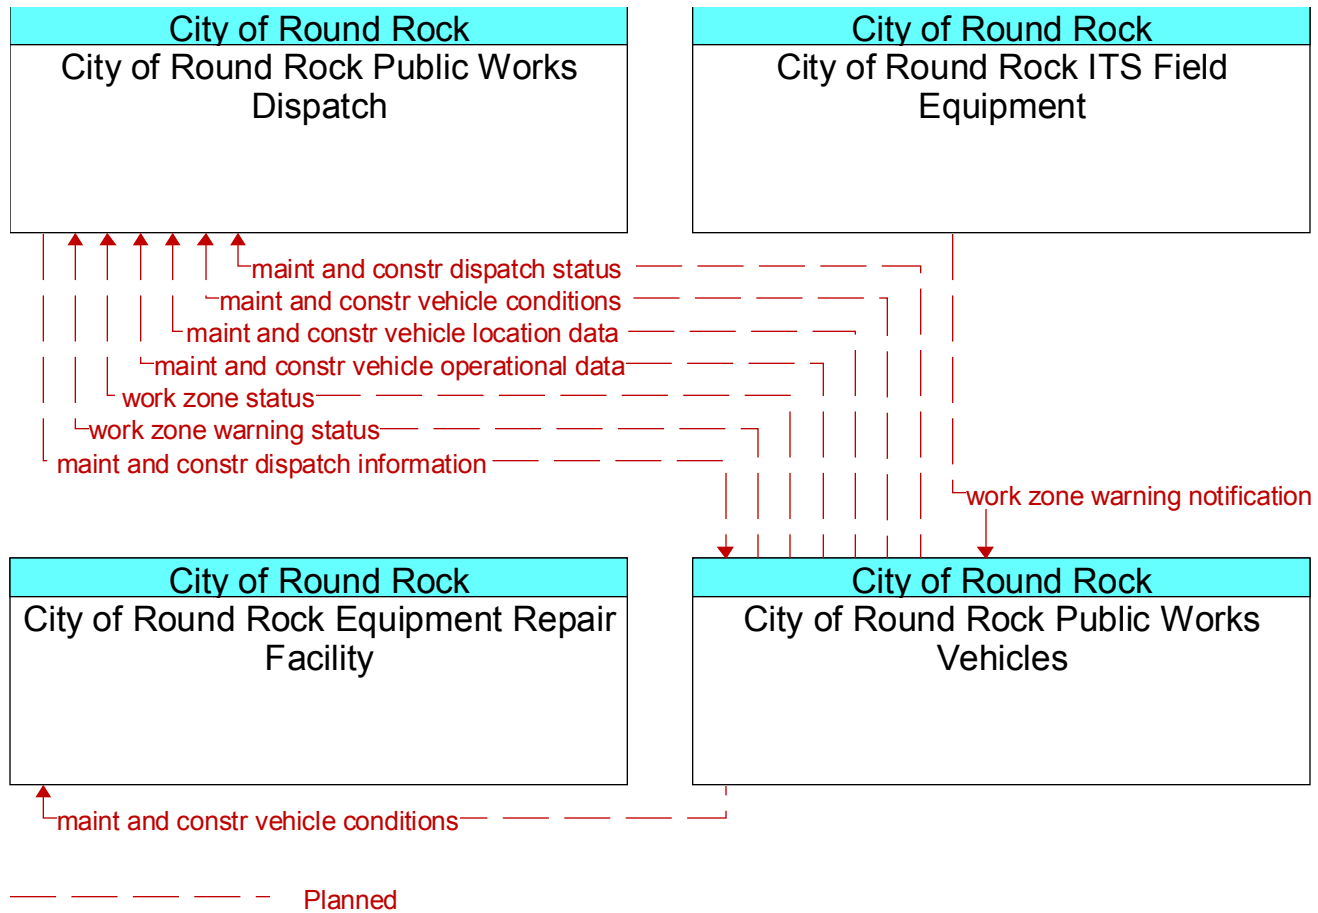 City of Round Rock
City of Round Rock Public Works
Dispatch
City of Round Rock
City of Round Rock ITS Field
Equipment
maint and constr dispatch status
maint and constr vehicle conditions
maint and constr vehicle location data
maint and constr vehicle operational data
work zone status
work zone warning status
maint and constr dispatch information
work zone warning notification
City of Round Rock
City of Round Rock Equipment Repair
Facility
City of Round Rock
City of Round Rock Public Works
Vehicles
maint and constr vehicle conditions
Planned